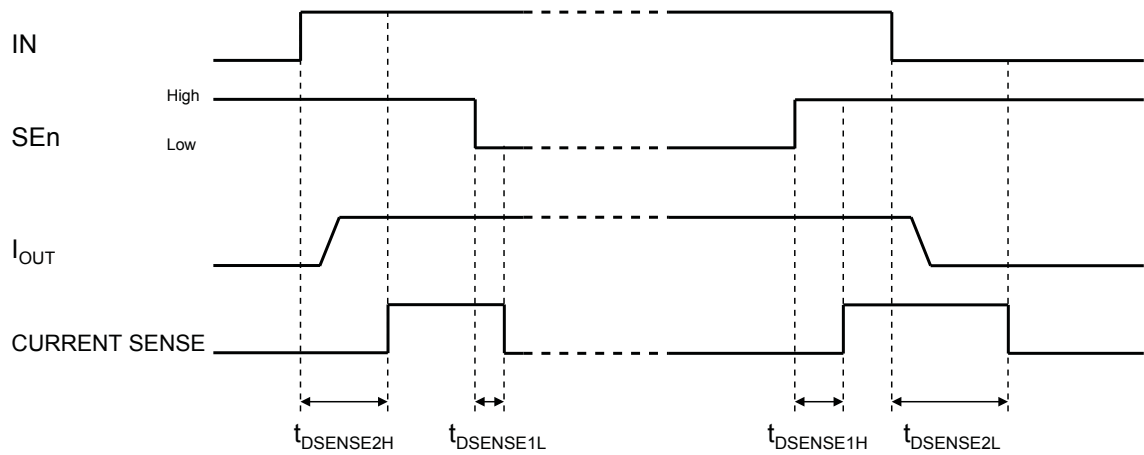 IN
High
SEn
Low
IOUT
CURRENT SENSE
tDSENSE2H tDSENSE1L tDSENSE1H tDSENSE2L